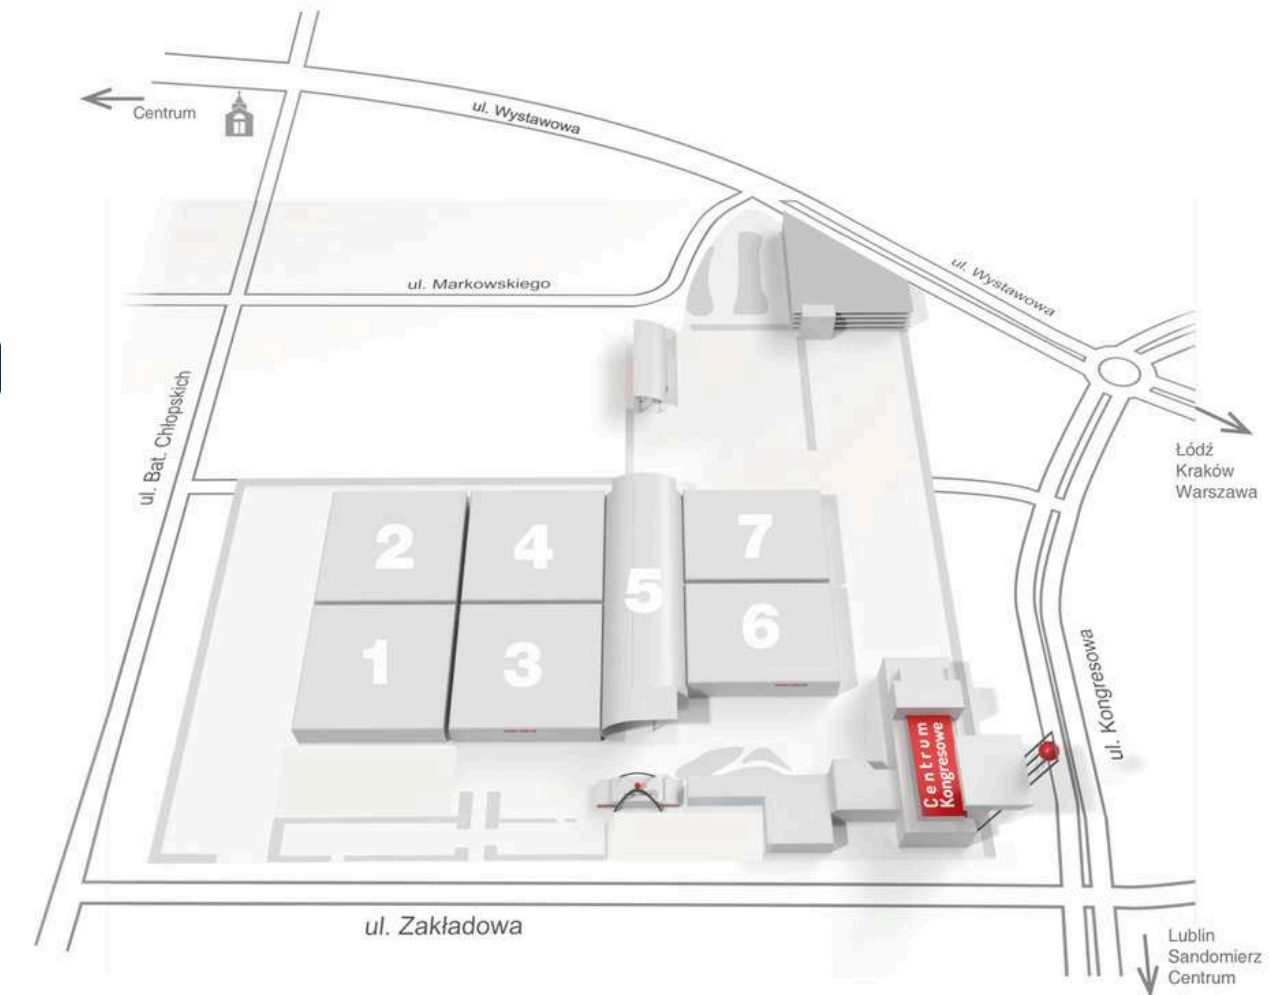 Centrum
ul. Wystawowa
ul. Markowskiego
ul. Wystawowa
ul. Bat. Chłopskich
Łódź
Kraków
Warszawa
2
4
5
7
1
3
6
ul. Kongresowa
Centrum
Kongresowe
ul. Zakładowa
Lublin
Sandomierz
Centrum